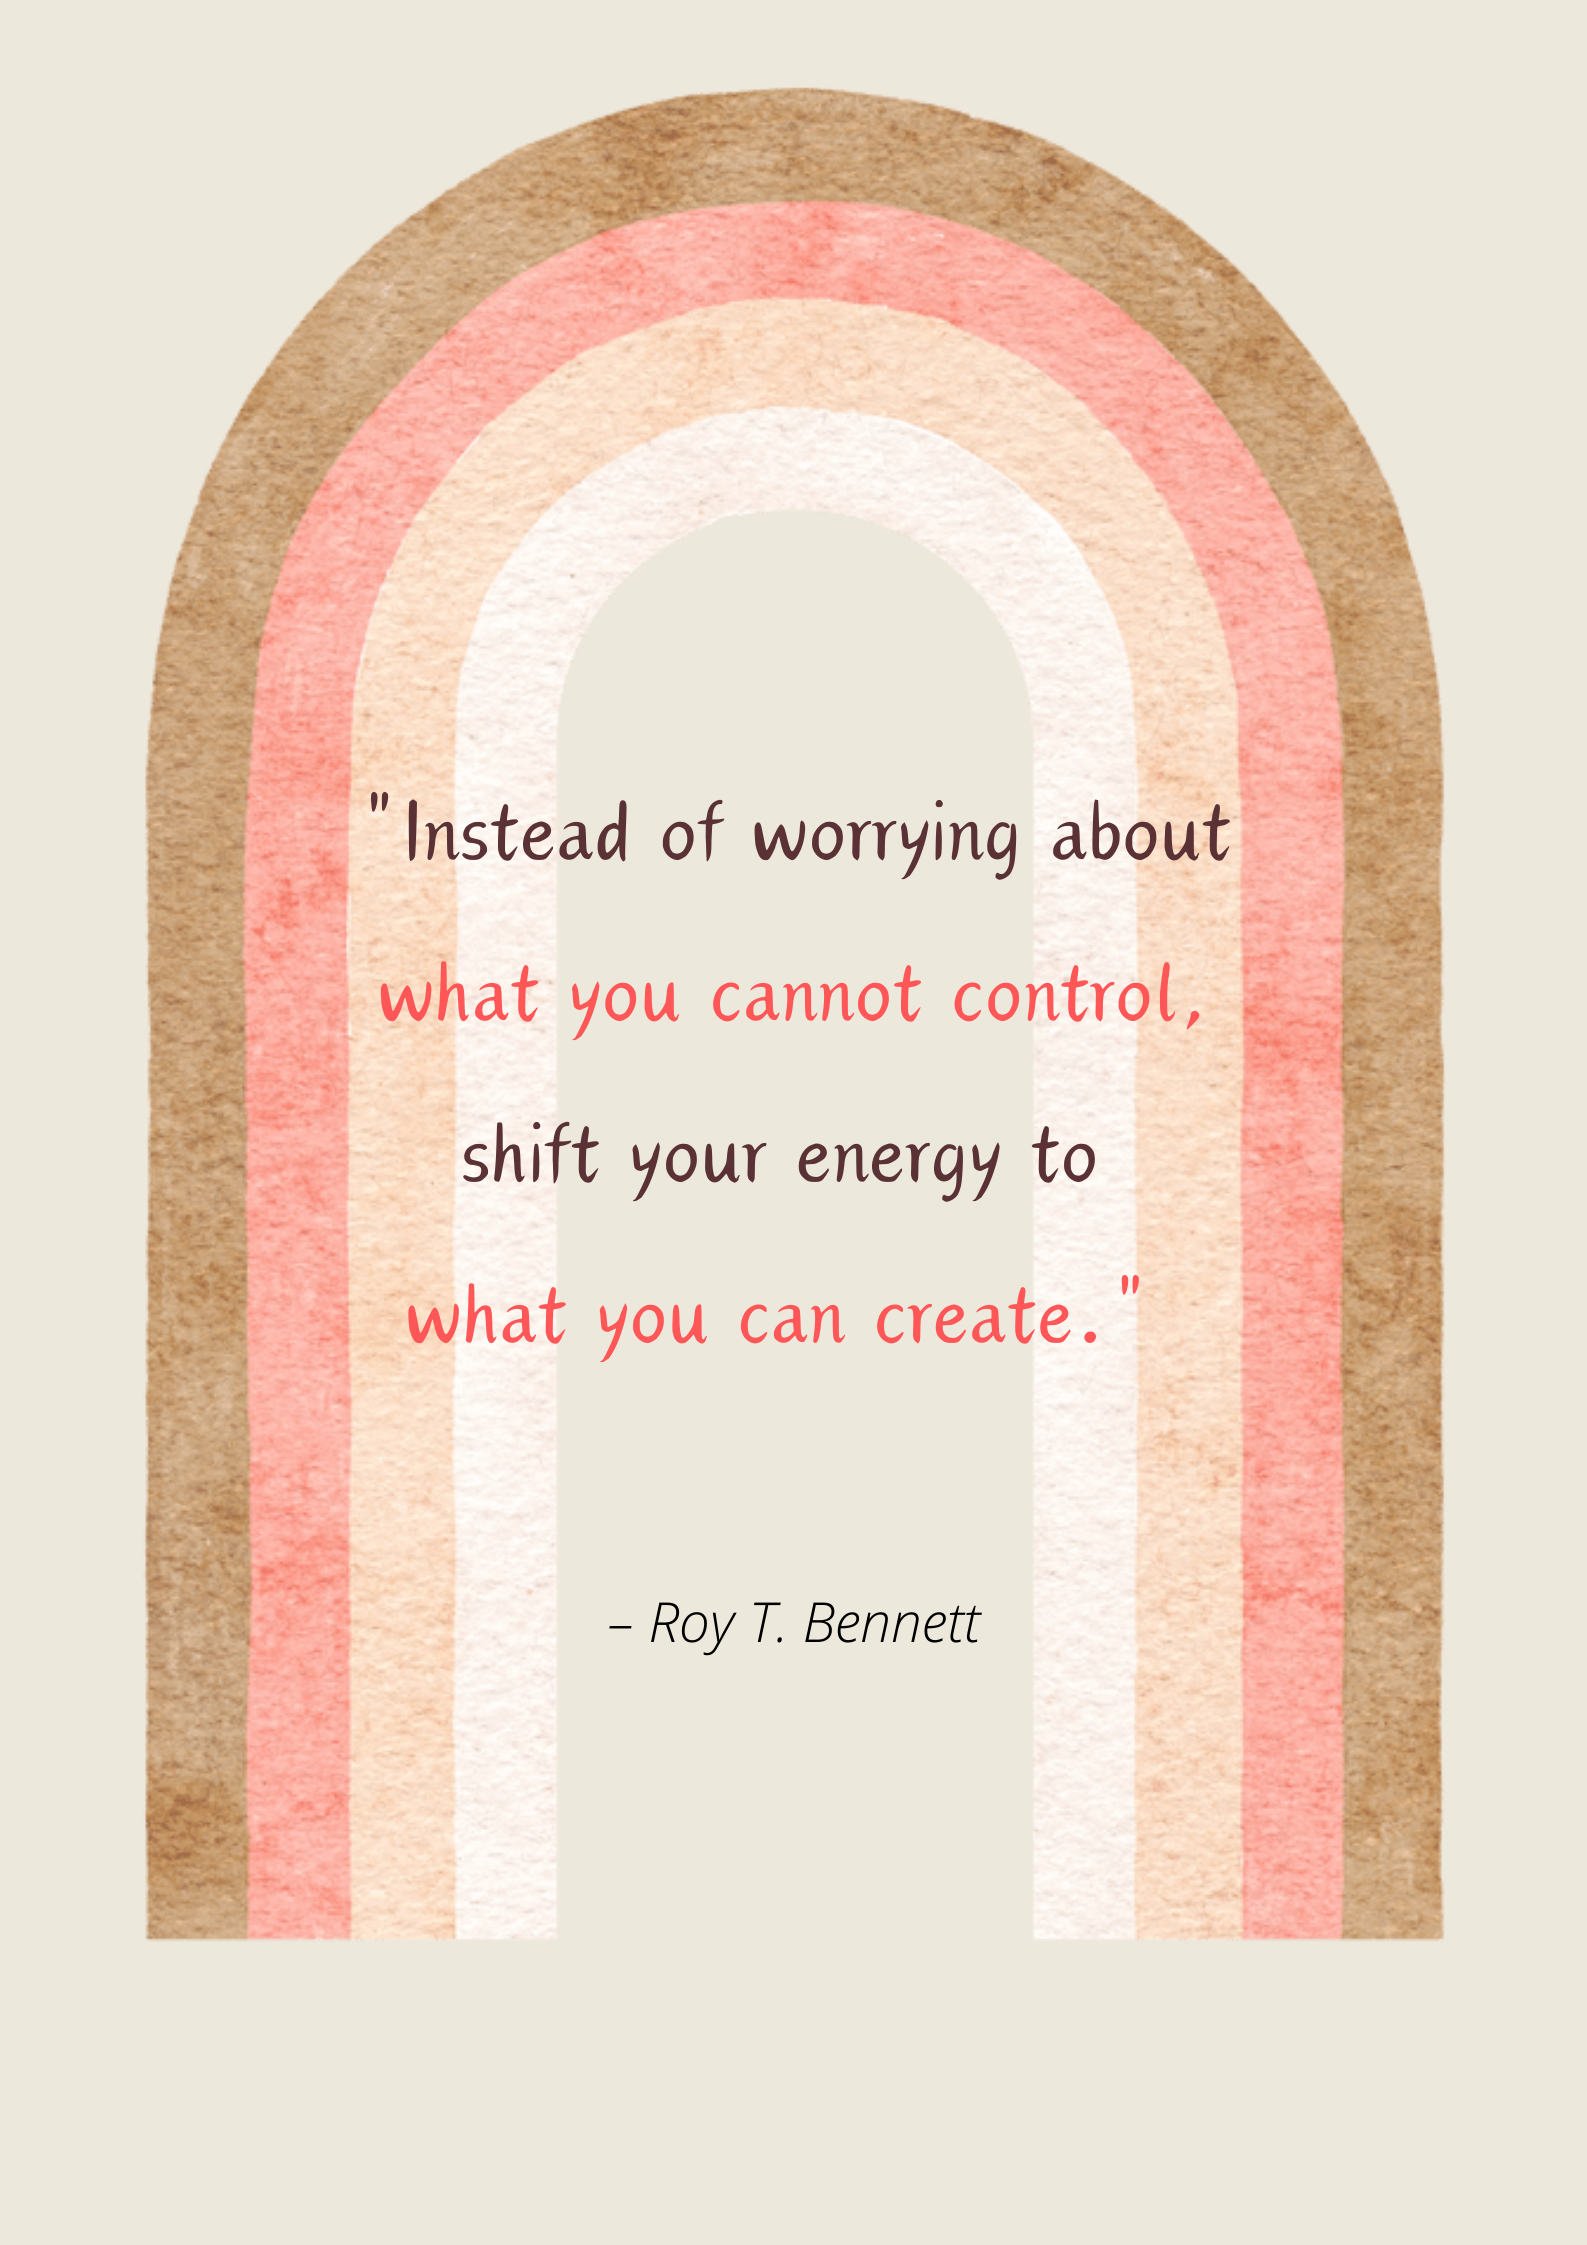 "Instead of worrying about
what you cannot control,
shift your energy to
what you can create."
– Roy T. Bennett